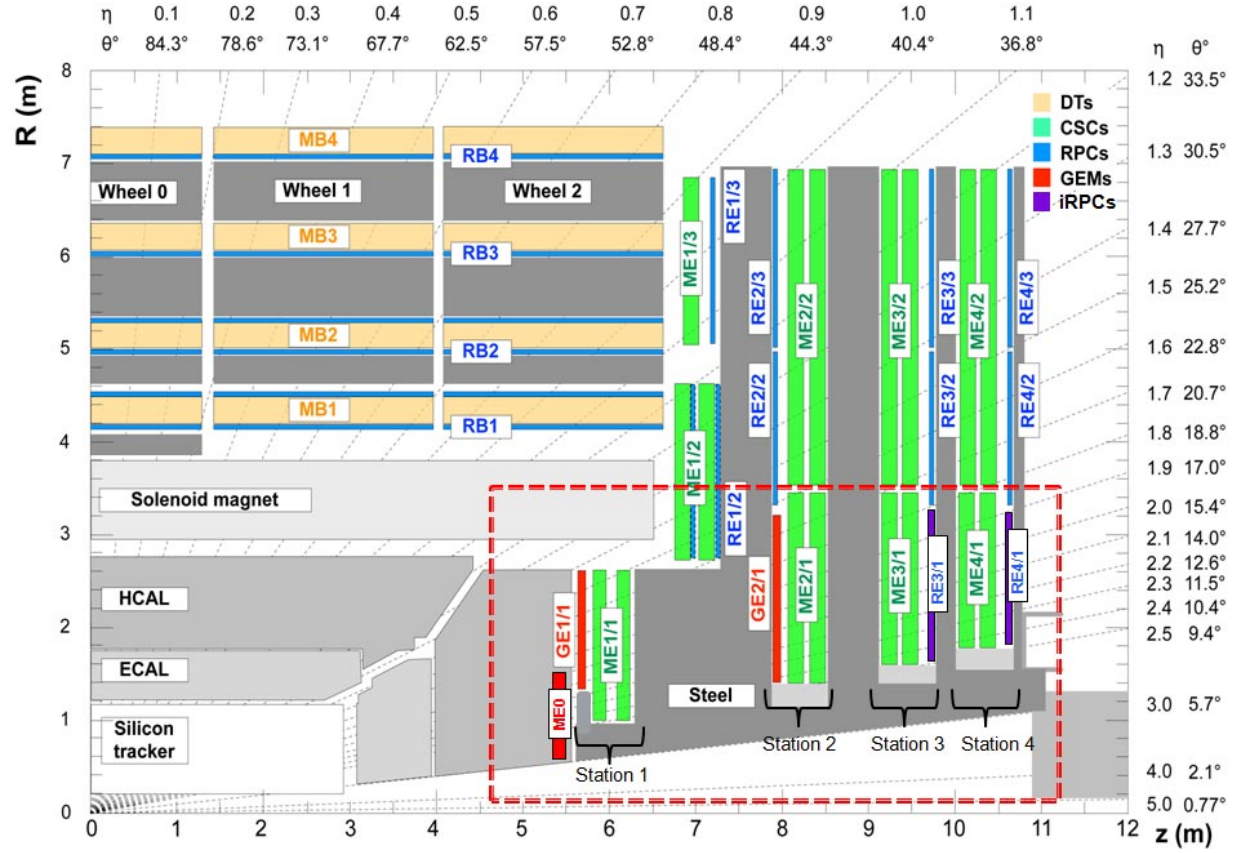 η 0.1 0.2 0.3 0.4 0.5 0.6 0.7 0.8 0.9 1.0 1.1
θ° 84.3° 78.6° 73.1° 67.7° 62.5° 57.5° 52.8° 48.4° 44.3° 40.4° 36.8° η θ°
R (m)
8
7
6
5
4
3
2
1
0
1.2 33.5°
1.3 30.5°
1.4 27.7°
1.5 25.2°
1.6 22.8°
1.7 20.7°
1.8 18.8°
1.9 17.0°
2.0 15.4°
2.1 14.0°
2.2 12.6°
2.3 11.5°
2.4 10.4°
2.5 9.4°
3.0 5.7°
4.0 2.1°
5.0 0.77°
DTs
CSCs
RPCs
GEMs
iRPCs
MB4
RB4
Wheel 0
Wheel 1
Wheel 2
MB3
RB3
MB2
RB2
MB1
RB1
Solenoid magnet
HCAL
ECAL
Silicon
tracker
Steel
ME1/3
RE1/3
RE2/3
ME2/2
ME3/2
RE3/3
ME4/2
RE4/3
ME1/2
RE2/2
RE3/2
RE4/2
RE1/2
GE1/1
ME1/1
GE2/1
ME2/1
ME3/1
RE3/1
ME4/1
RE4/1
ME0
Station 1
Station 2
Station 3
Station 4
0 1 2 3 4 5 6 7 8 9 10 11 12
z (m)